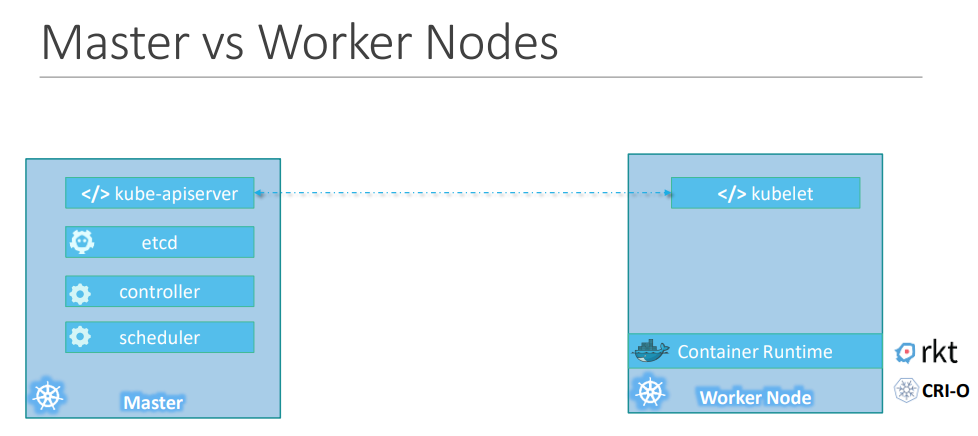 Master vs Worker Nodes
</> kube-apiserver
</> kubelet
etcd
controller
scheduler
Container Runtime
rkt
CRI-O
Master
Worker Node